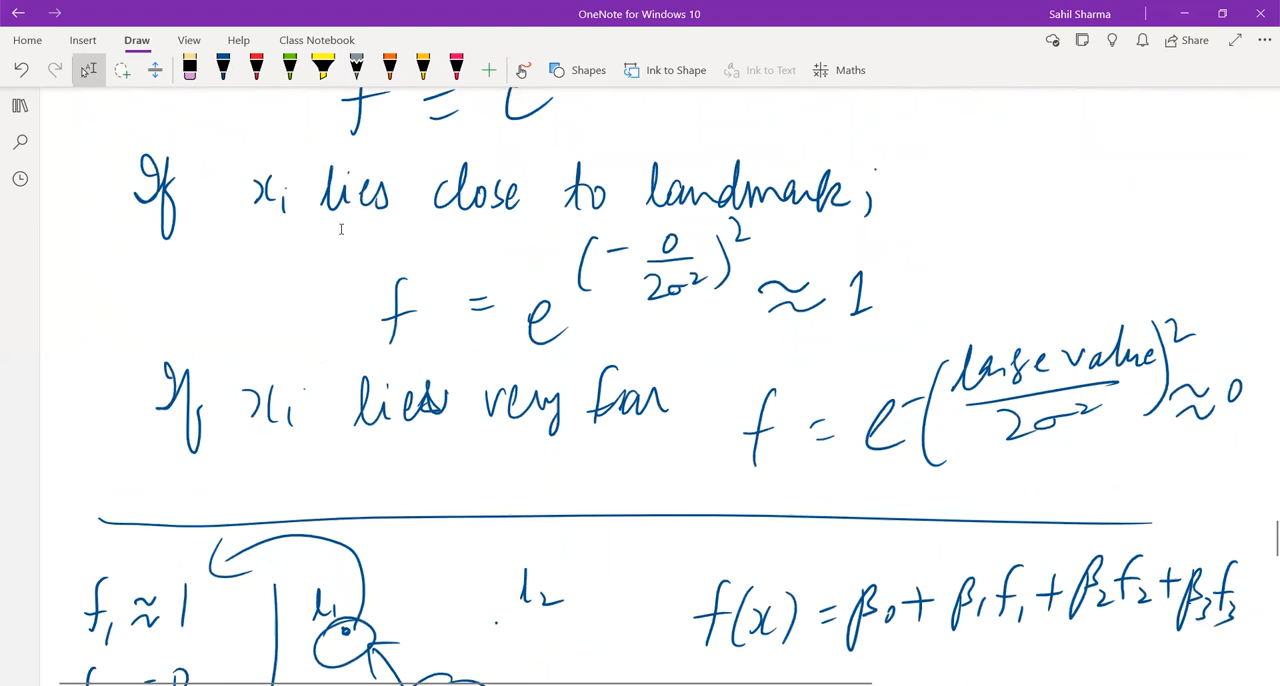 OneNote for Windows 10
Sahil Sharma
Home Insert Draw View Help Class Notebook
Share
Shapes Ink to Shape Ink to Text Maths
f = e
If xi lies close to landmark;
f = e^(- 0/2σ²)² ≈ 1
If xi lies very far f = e^-(large value/2σ²)² ≈ 0
f₁ ≈ 1 l₁ l₂ f(x) = β₀ + β₁f₁ + β₂f₂ + β₃f₃